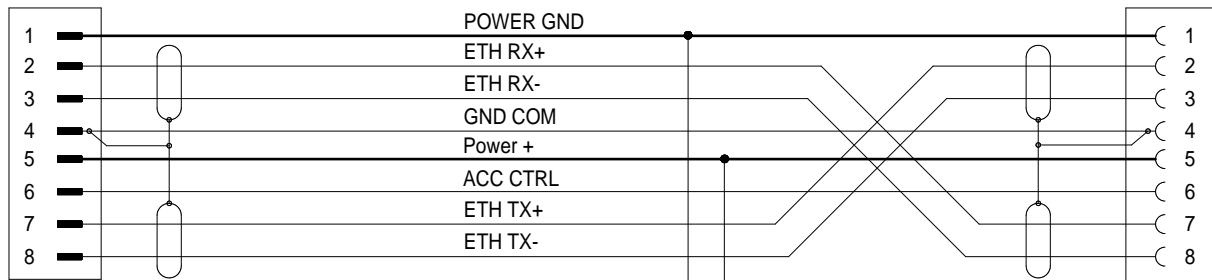 1 POWER GND 1
2 ETH RX+ 2
3 ETH RX- 3
4 GND COM 4
5 Power + 5
6 ACC CTRL 6
7 ETH TX+ 7
8 ETH TX- 8